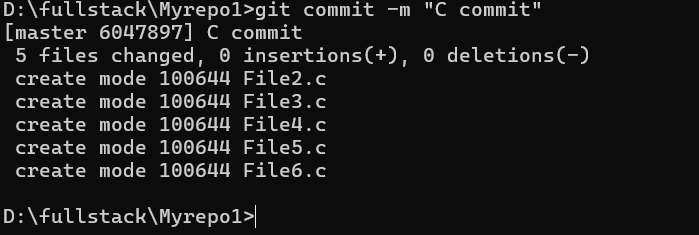 D:\fullstack\Myrepo1>git commit -m "C commit"
[master 6047897] C commit
 5 files changed, 0 insertions(+), 0 deletions(-)
 create mode 100644 File2.c
 create mode 100644 File3.c
 create mode 100644 File4.c
 create mode 100644 File5.c
 create mode 100644 File6.c

D:\fullstack\Myrepo1>